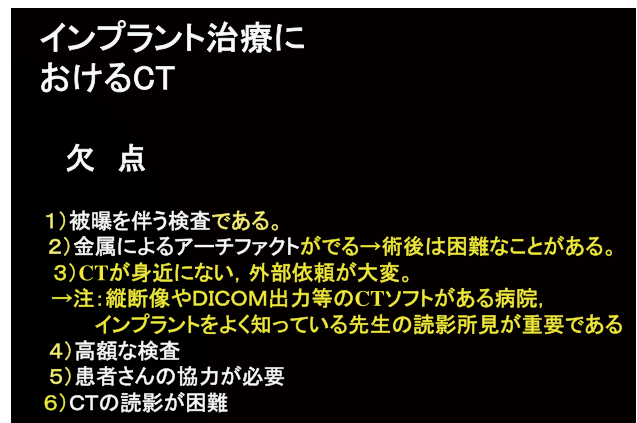 インプラント治療に
おけるCT
欠 点
1)被曝を伴う検査である。
2)金属によるアーチファクトがでる→術後は困難なことがある。
3)CTが身近にない，外部依頼が大変。
→注：縦断像やDICOM出力等のCTソフトがある病院，
インプラントをよく知っている先生の読影所見が重要である
4)高額な検査
5)患者さんの協力が必要
6)CTの読影が困難